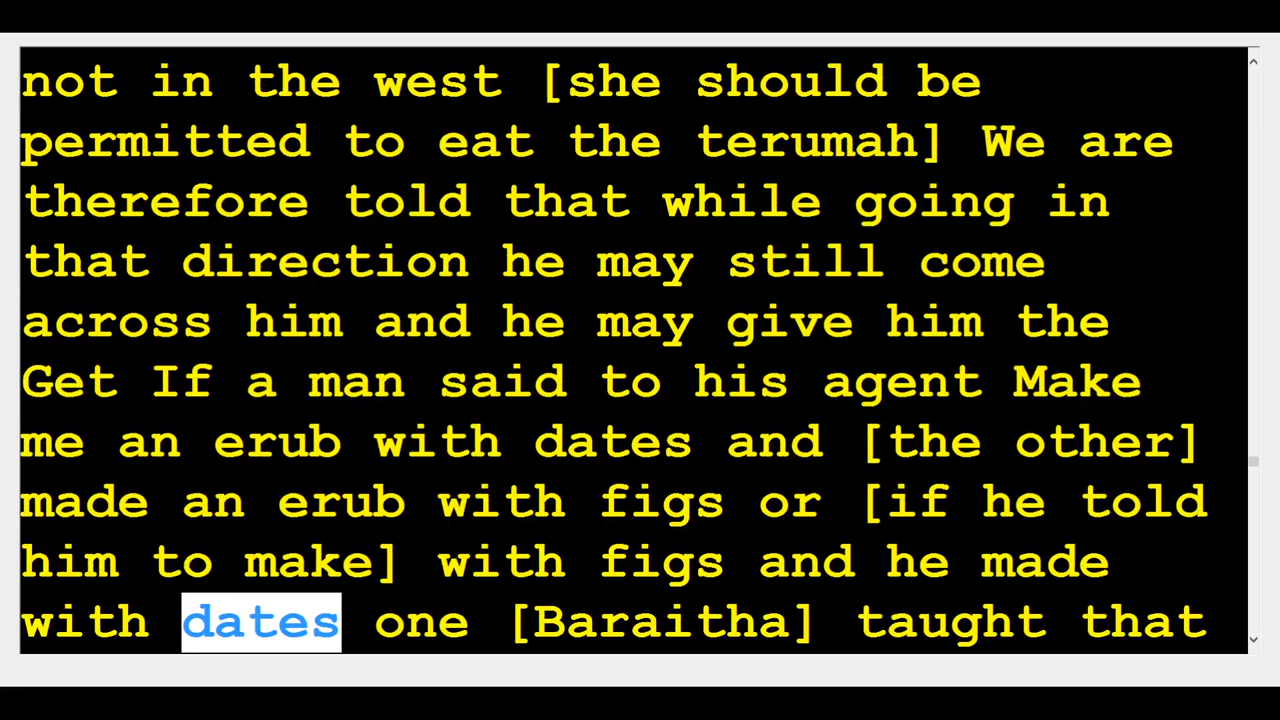 not in the west [she should be
permitted to eat the terumah] We are
therefore told that while going in
that direction he may still come
across him and he may give him the
Get If a man said to his agent Make
me an erub with dates and [the other]
made an erub with figs or [if he told
him to make] with figs and he made
with dates one [Baraitha] taught that